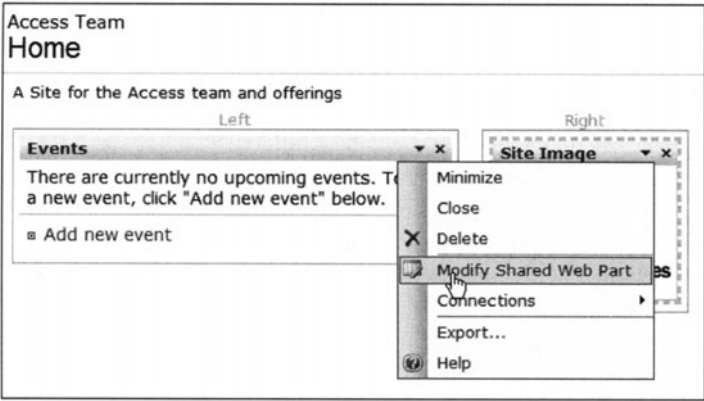 Access Team
Home
A Site for the Access team and offerings
Left
Right
Events
Site Image
There are currently no upcoming events. To
a new event, click "Add new event" below.
Add new event
Minimize
Close
Delete
Modify Shared Web Part
Connections
Export...
Help